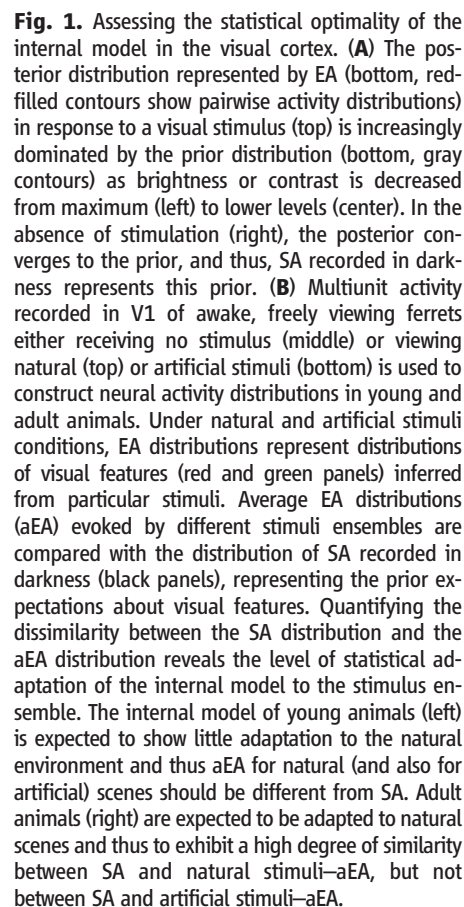 Fig. 1. Assessing the statistical optimality of the
internal model in the visual cortex. (A) The pos-
terior distribution represented by EA (bottom, red-
filled contours show pairwise activity distributions)
in response to a visual stimulus (top) is increasingly
dominated by the prior distribution (bottom, gray
contours) as brightness or contrast is decreased
from maximum (left) to lower levels (center). In the
absence of stimulation (right), the posterior con-
verges to the prior, and thus, SA recorded in dark-
ness represents this prior. (B) Multiunit activity
recorded in V1 of awake, freely viewing ferrets
either receiving no stimulus (middle) or viewing
natural (top) or artificial stimuli (bottom) is used to
construct neural activity distributions in young and
adult animals. Under natural and artificial stimuli
conditions, EA distributions represent distributions
of visual features (red and green panels) inferred
from particular stimuli. Average EA distributions
(aEA) evoked by different stimuli ensembles are
compared with the distribution of SA recorded in
darkness (black panels), representing the prior ex-
pectations about visual features. Quantifying the
dissimilarity between the SA distribution and the
aEA distribution reveals the level of statistical ad-
aptation of the internal model to the stimulus en-
semble. The internal model of young animals (left)
is expected to show little adaptation to the natural
environment and thus aEA for natural (and also for
artificial) scenes should be different from SA. Adult
animals (right) are expected to be adapted to natural
scenes and thus to exhibit a high degree of similarity
between SA and natural stimuli–aEA, but not
between SA and artificial stimuli–aEA.